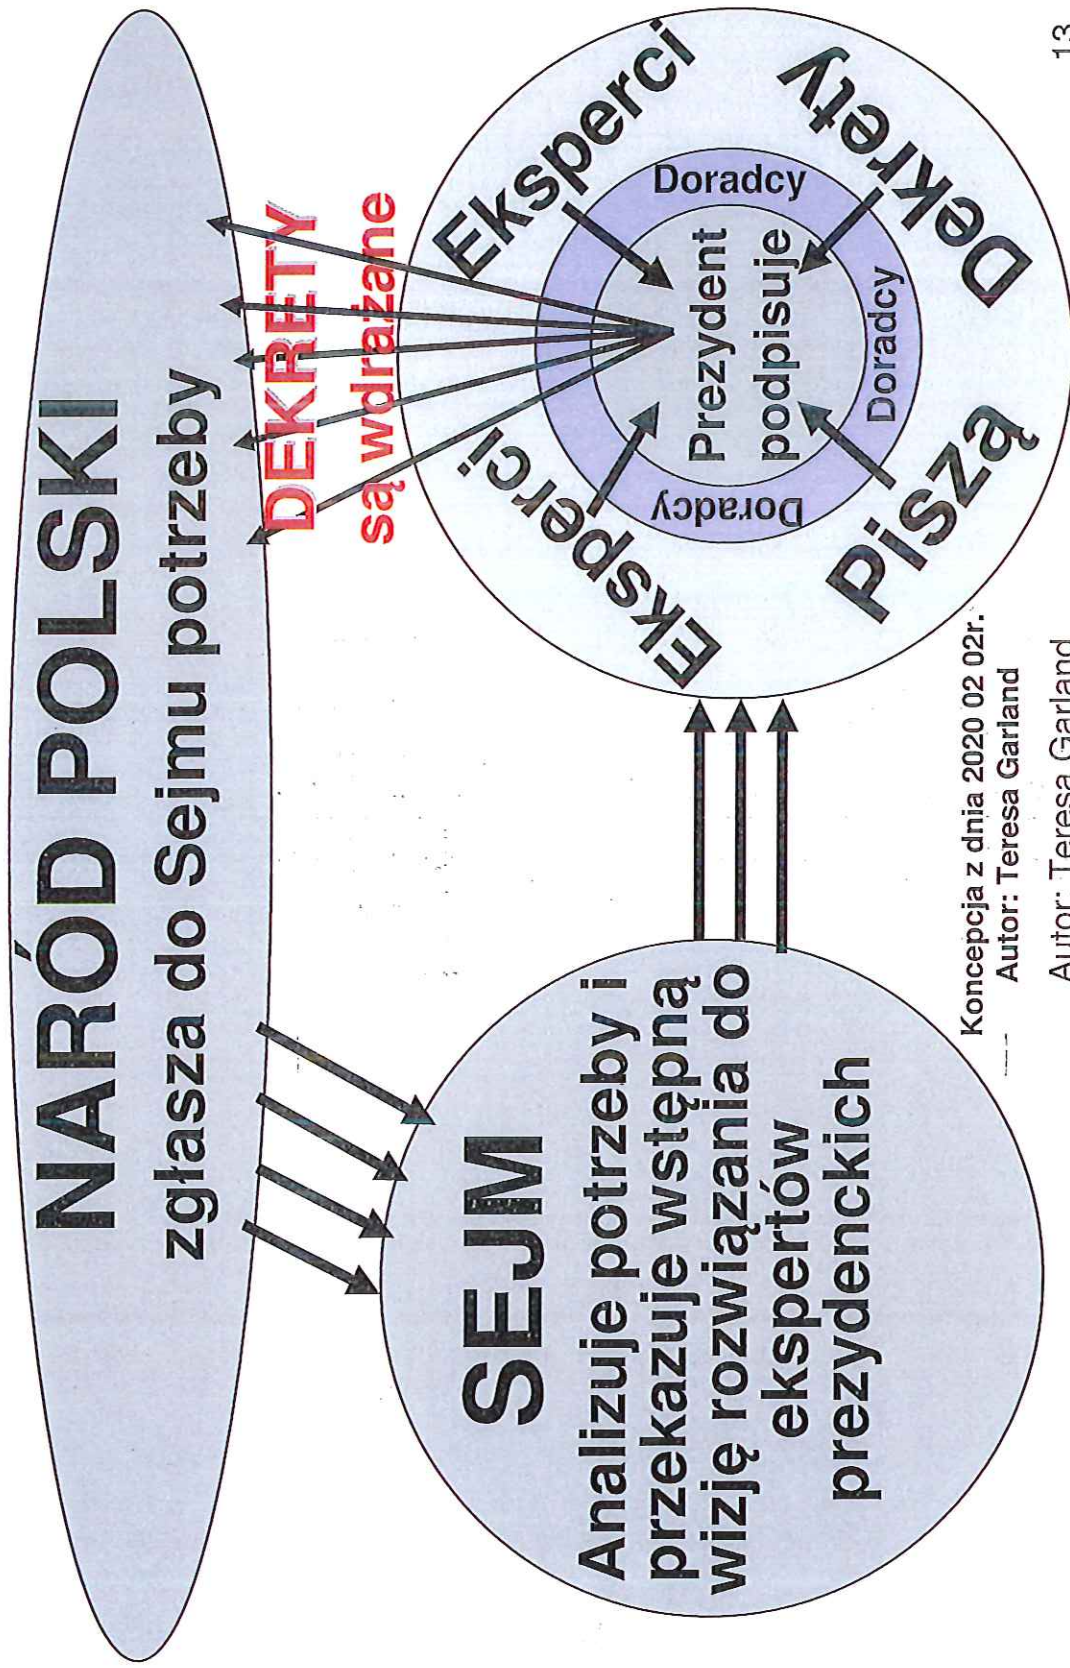 NARÓD POLSKI
zgłasza do Sejmu potrzeby
DEKRETY
są wdrażane
SEJM
Analizuje potrzeby i
przekazuje wstępną
wizję rozwiązania do
ekspertów
prezydenckich
Eksperci
Eksperci
Piszą
Dekrety
Doradcy
Doradcy
Doradcy
Prezydent
podpisuje
Koncepcja z dnia 2020 02 02r.
Autor: Teresa Garland
Autor: Teresa Garland
13